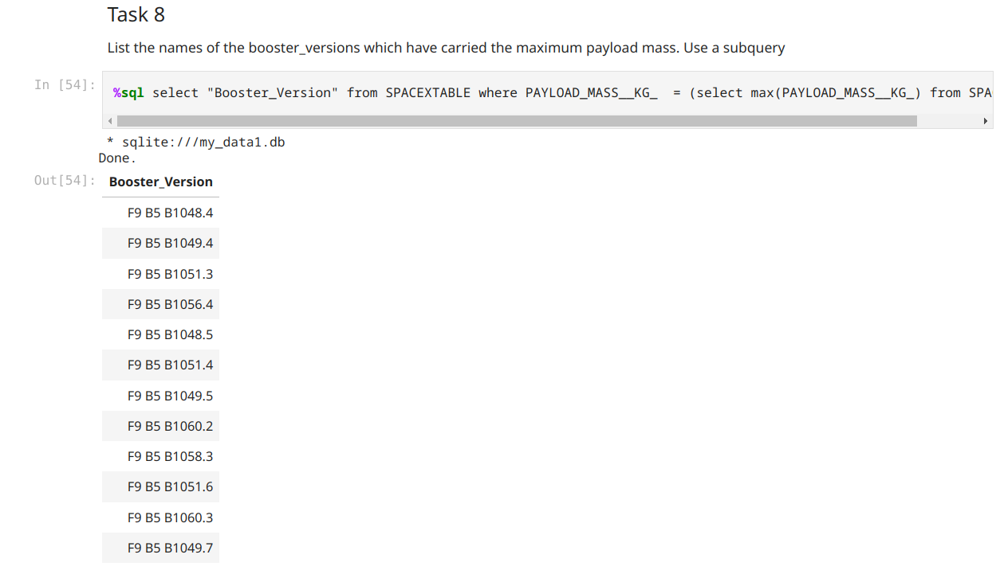 Task 8
List the names of the booster_versions which have carried the maximum payload mass. Use a subquery
In [54]:
%sql select "Booster_Version" from SPACEXTABLE where PAYLOAD_MASS__KG_  = (select max(PAYLOAD_MASS__KG_) from SPA
* sqlite:///my_data1.db
Done.
Out[54]:
Booster_Version
F9 B5 B1048.4
F9 B5 B1049.4
F9 B5 B1051.3
F9 B5 B1056.4
F9 B5 B1048.5
F9 B5 B1051.4
F9 B5 B1049.5
F9 B5 B1060.2
F9 B5 B1058.3
F9 B5 B1051.6
F9 B5 B1060.3
F9 B5 B1049.7